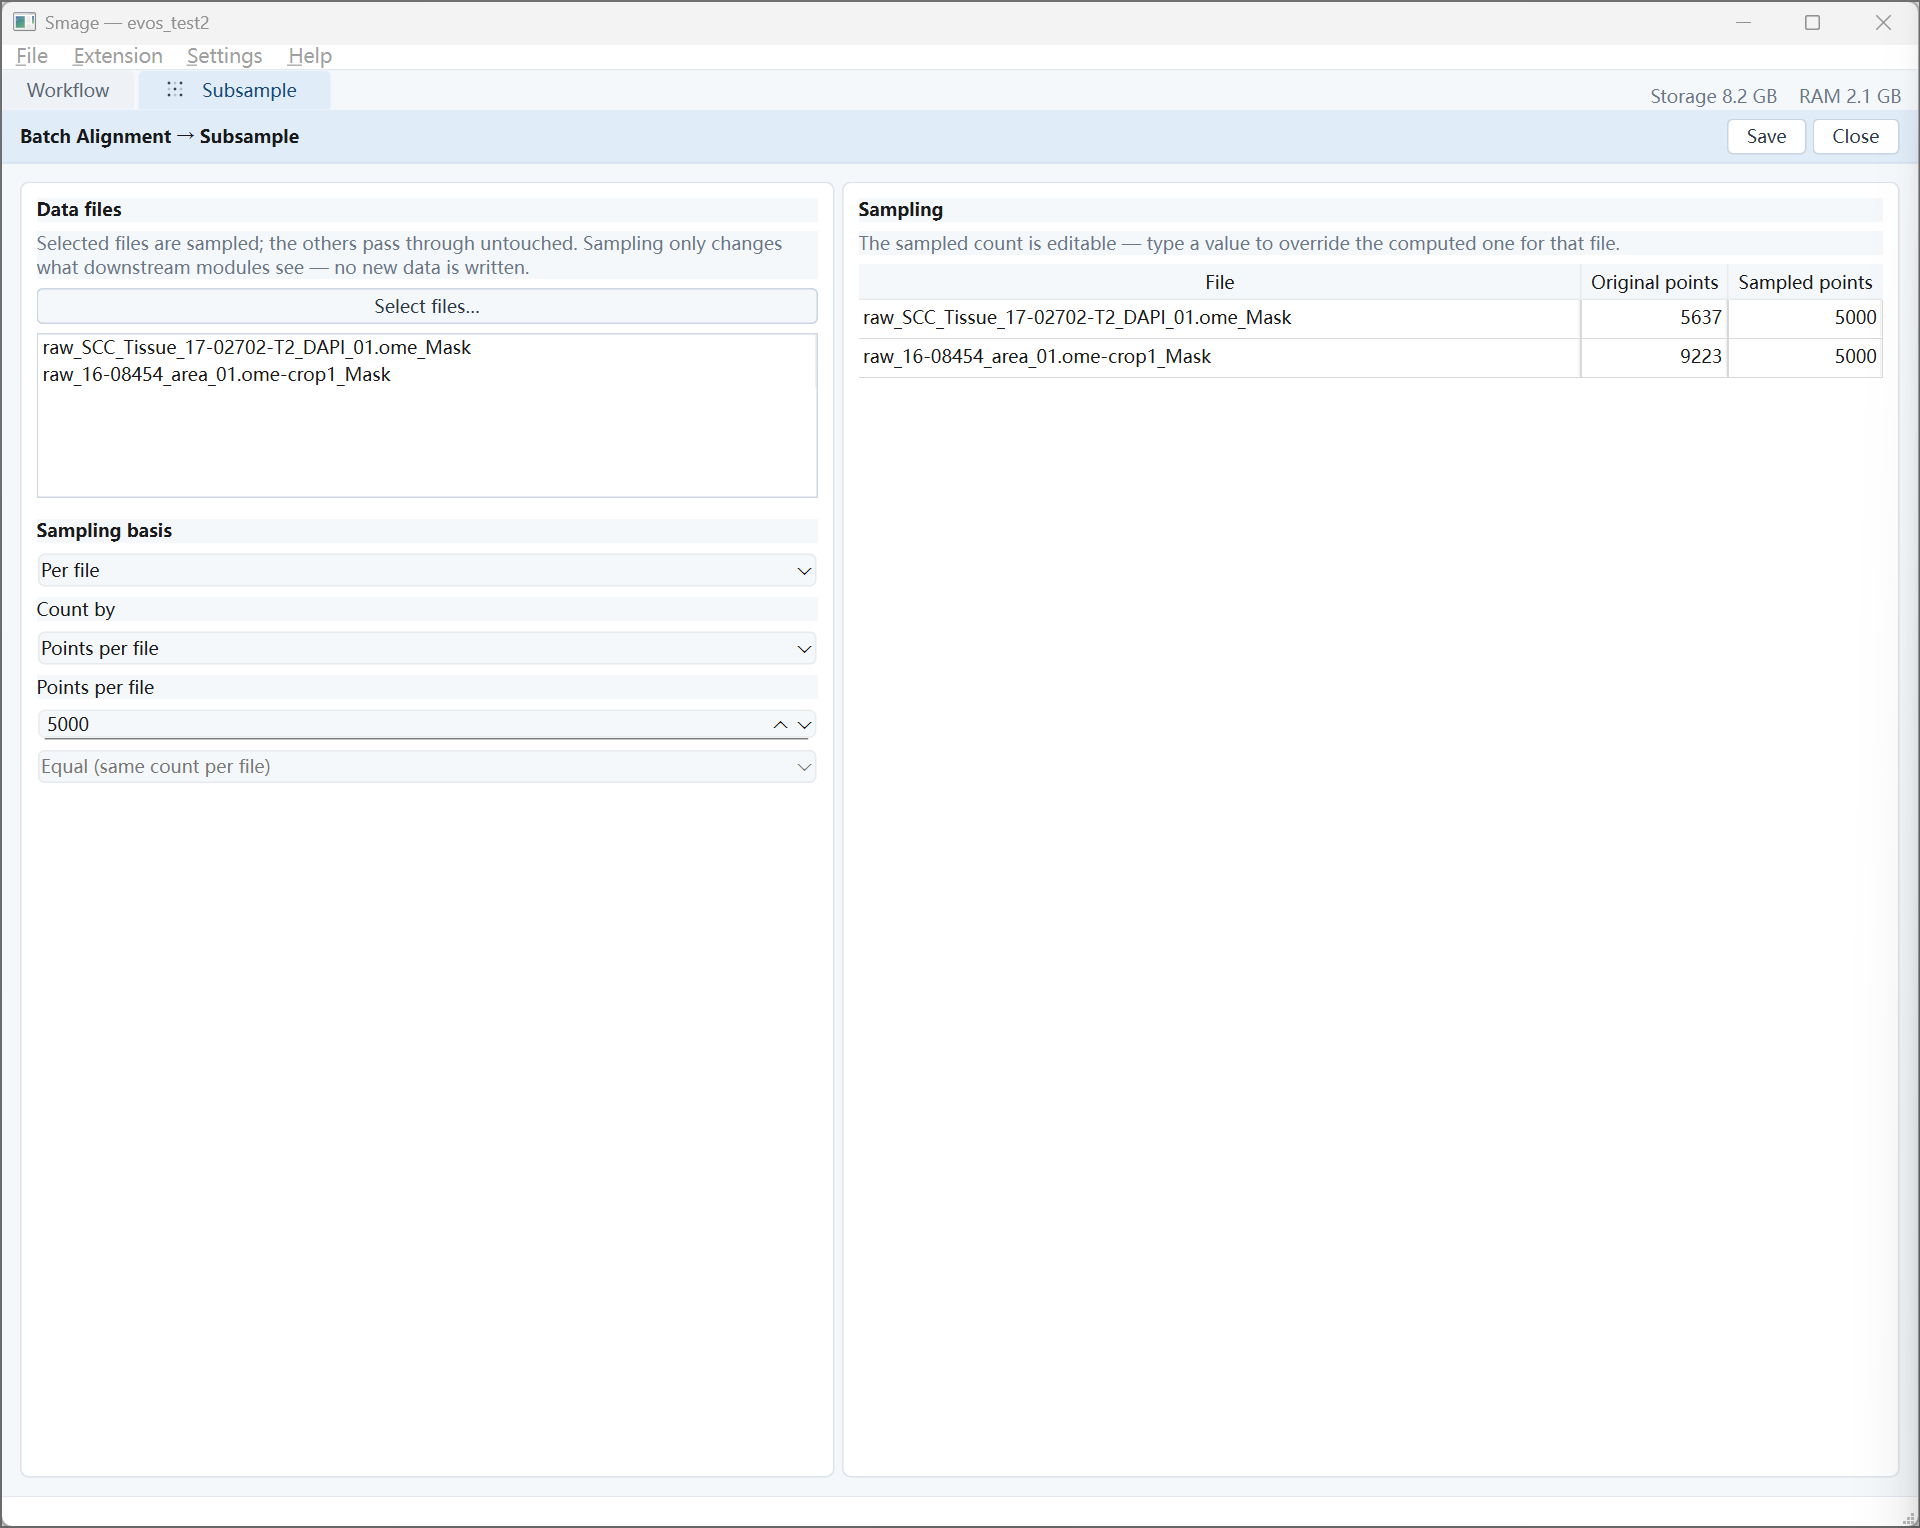 Smage — evos_test2
File Extension Settings Help
Workflow Subsample
Storage 8.2 GB RAM 2.1 GB
Batch Alignment → Subsample
Save Close
Data files
Selected files are sampled; the others pass through untouched. Sampling only changes
what downstream modules see — no new data is written.
Select files...
raw_SCC_Tissue_17-02702-T2_DAPI_01.ome_Mask
raw_16-08454_area_01.ome-crop1_Mask
Sampling basis
Per file
Count by
Points per file
Points per file
5000
Equal (same count per file)
Sampling
The sampled count is editable — type a value to override the computed one for that file.
File Original points Sampled points
raw_SCC_Tissue_17-02702-T2_DAPI_01.ome_Mask 5637 5000
raw_16-08454_area_01.ome-crop1_Mask 9223 5000